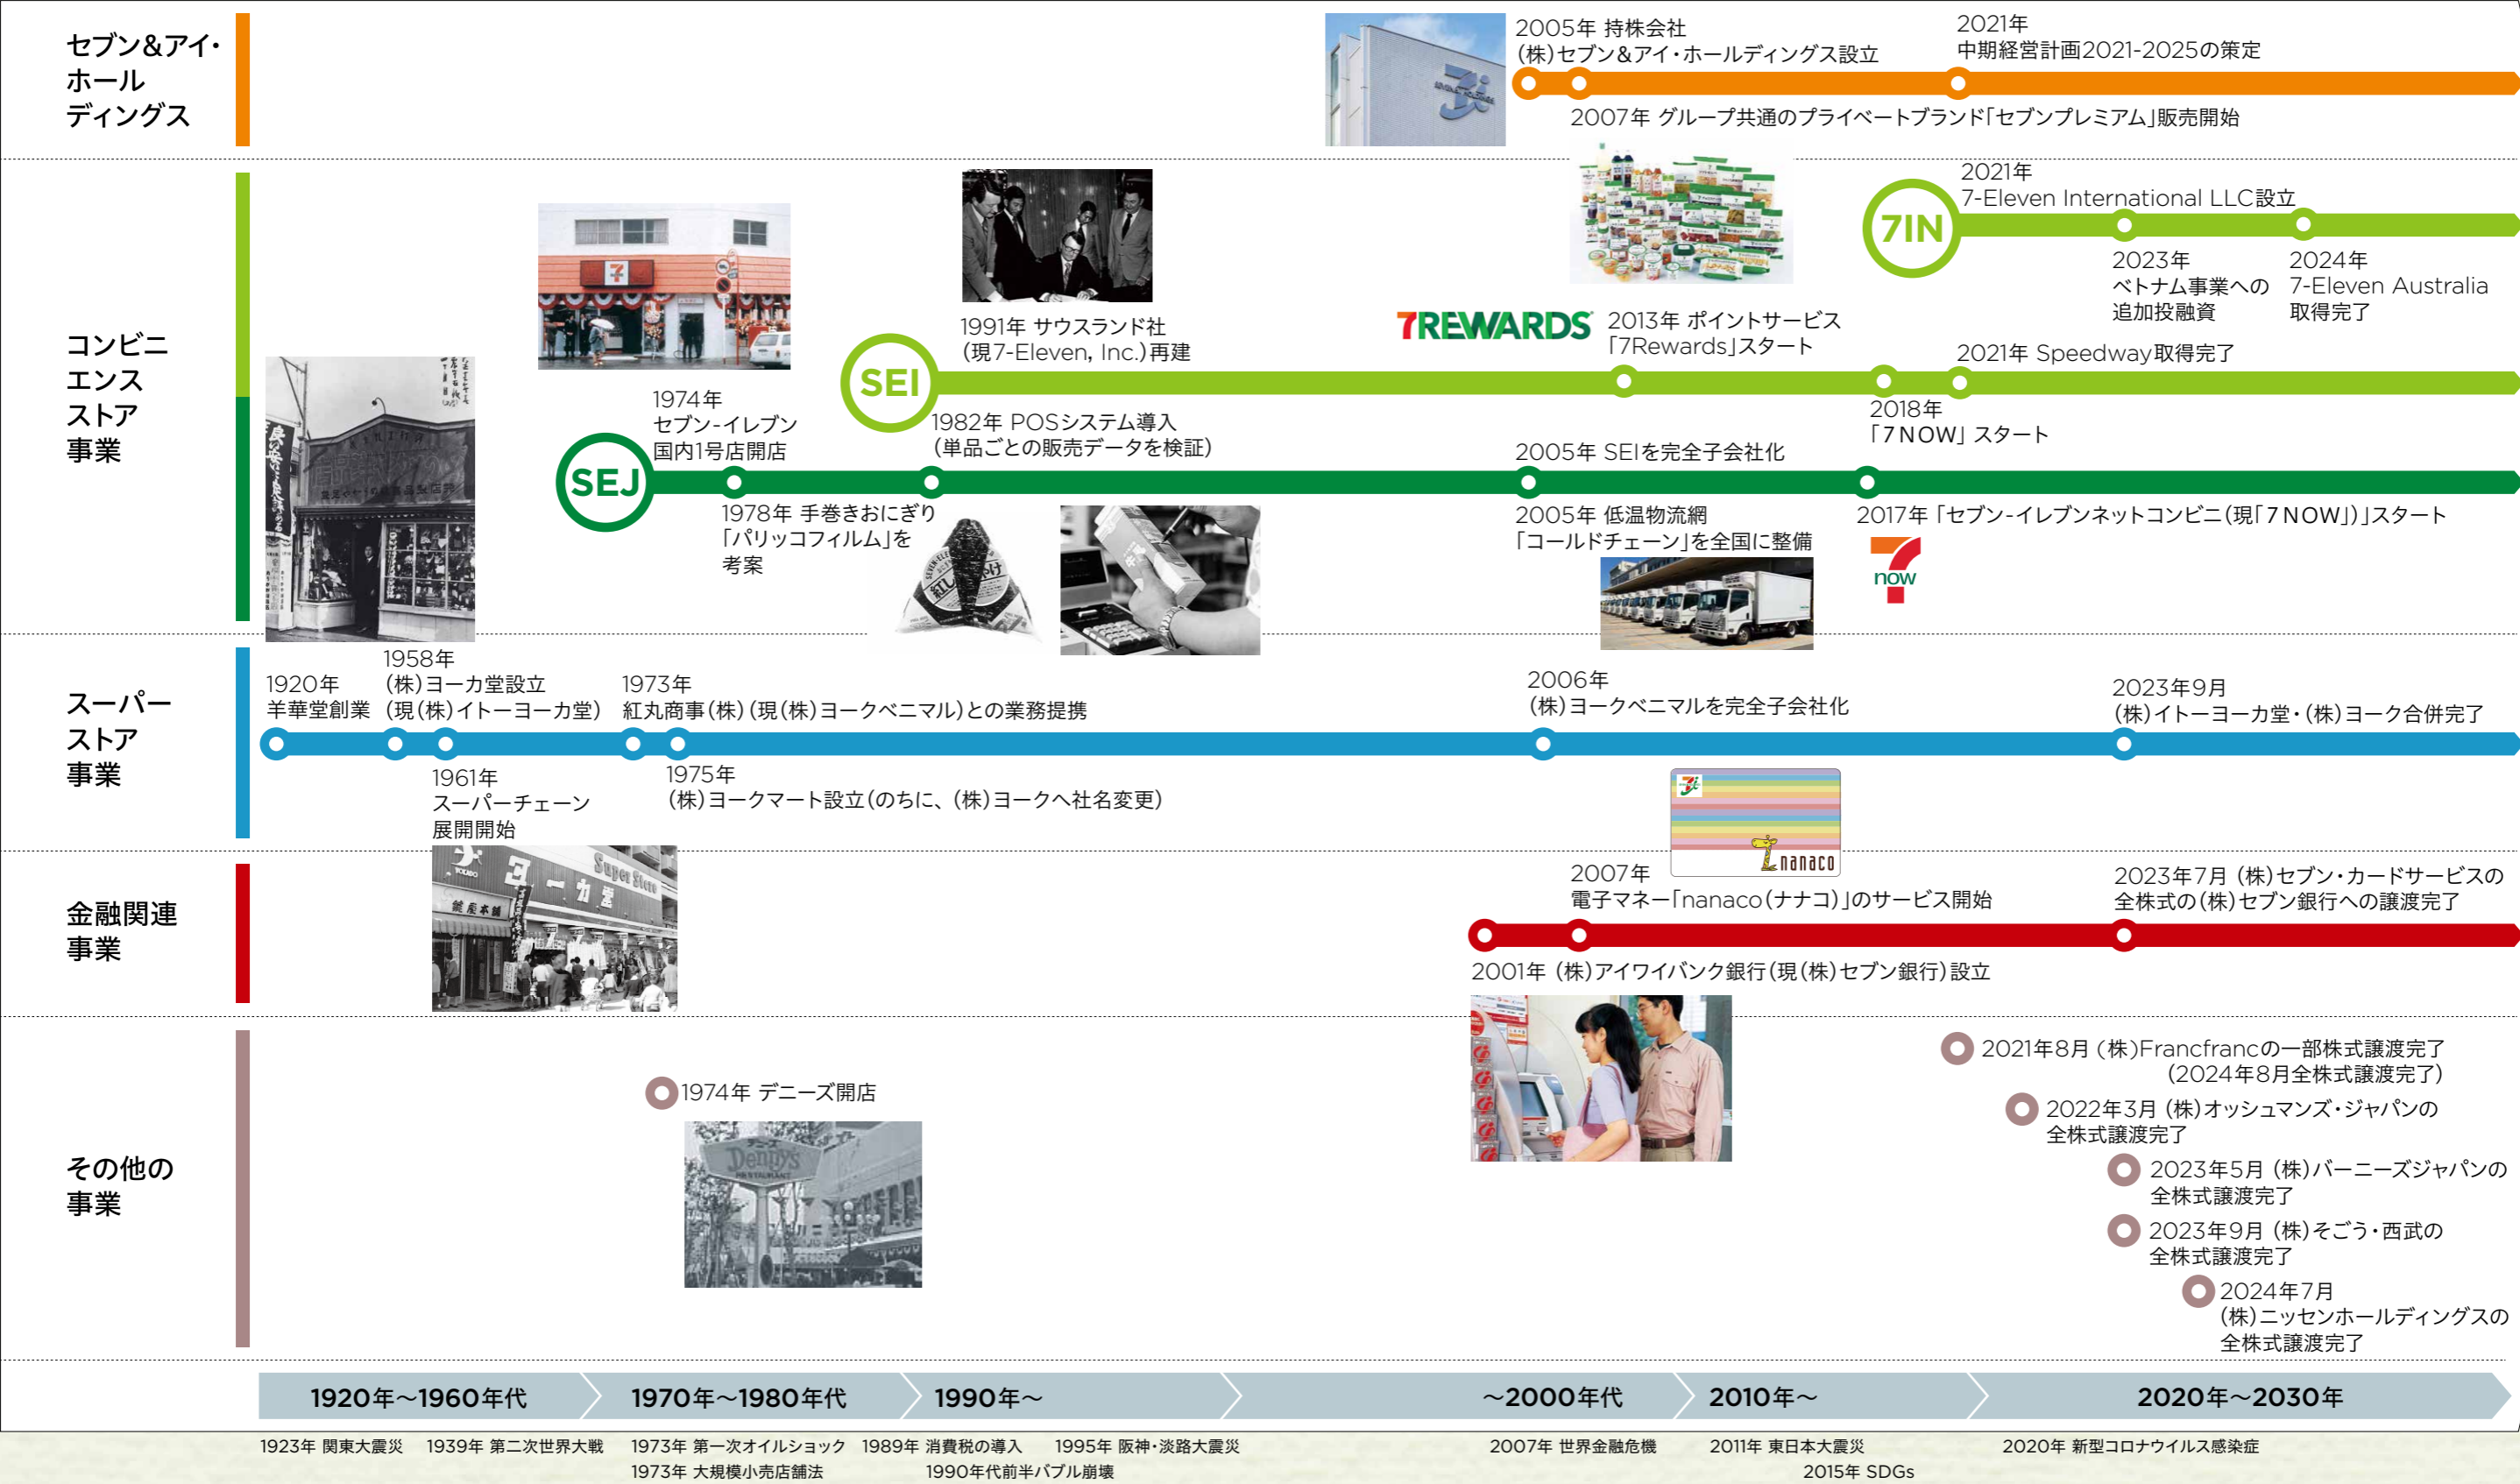 セブン&アイ・
ホール
ディングス
2005年 持株会社
(株)セブン&アイ・ホールディングス設立
2021年
中期経営計画2021-2025の策定
2007年 グループ共通のプライベートブランド「セブンプレミアム」販売開始
コンビニ
エンス
ストア
事業
7IN
2021年
7-Eleven International LLC設立
2023年
ベトナム事業への
追加投融資
2024年
7-Eleven Australia
取得完了
SEI
1991年 サウスランド社
(現7-Eleven, Inc.)再建
7REWARDS
2013年 ポイントサービス
「7Rewards」スタート
2018年
「7NOW」 スタート
2021年 Speedway取得完了
SEJ
1974年
セブン-イレブン
国内1号店開店
1978年 手巻きおにぎり
「パリッコフィルム」を
考案
1982年 POSシステム導入
(単品ごとの販売データを検証)
2005年 SEIを完全子会社化
2005年 低温物流網
「コールドチェーン」を全国に整備
2017年「セブン-イレブンネットコンビニ(現「7NOW」)」スタート
7
now
スーパー
ストア
事業
1920年
羊華堂創業
1958年
(株)ヨーカ堂設立
(現(株)イトーヨーカ堂)
1961年
スーパーチェーン
展開開始
1973年
紅丸商事(株)(現(株)ヨークベニマル)との業務提携
1975年
(株)ヨークマート設立(のちに、(株)ヨークへ社名変更)
2006年
(株)ヨークベニマルを完全子会社化
2023年9月
(株)イトーヨーカ堂・(株)ヨーク合併完了
nanaco
ヨーカ堂
Super Store
金融関連
事業
2007年
電子マネー「nanaco(ナナコ)」のサービス開始
2023年7月 (株)セブン・カードサービスの
全株式の(株)セブン銀行への譲渡完了
2001年 (株)アイワイバンク銀行(現(株)セブン銀行)設立
その他の
事業
1974年 デニーズ開店
Denny's
RESTAURANT
2021年8月 (株)Francfrancの一部株式譲渡完了
(2024年8月全株式譲渡完了)
2022年3月 (株)オッシュマンズ・ジャパンの
全株式譲渡完了
2023年5月 (株)バーニーズジャパンの
全株式譲渡完了
2023年9月 (株)そごう・西武の
全株式譲渡完了
2024年7月
(株)ニッセンホールディングスの
全株式譲渡完了
1920年～1960年代
1970年～1980年代
1990年～
～2000年代
2010年～
2020年～2030年
1923年 関東大震災
1939年 第二次世界大戦
1973年 第一次オイルショック
1989年 消費税の導入
1995年 阪神・淡路大震災
2007年 世界金融危機
2011年 東日本大震災
2020年 新型コロナウイルス感染症
1973年 大規模小売店舗法
1990年代前半バブル崩壊
2015年 SDGs